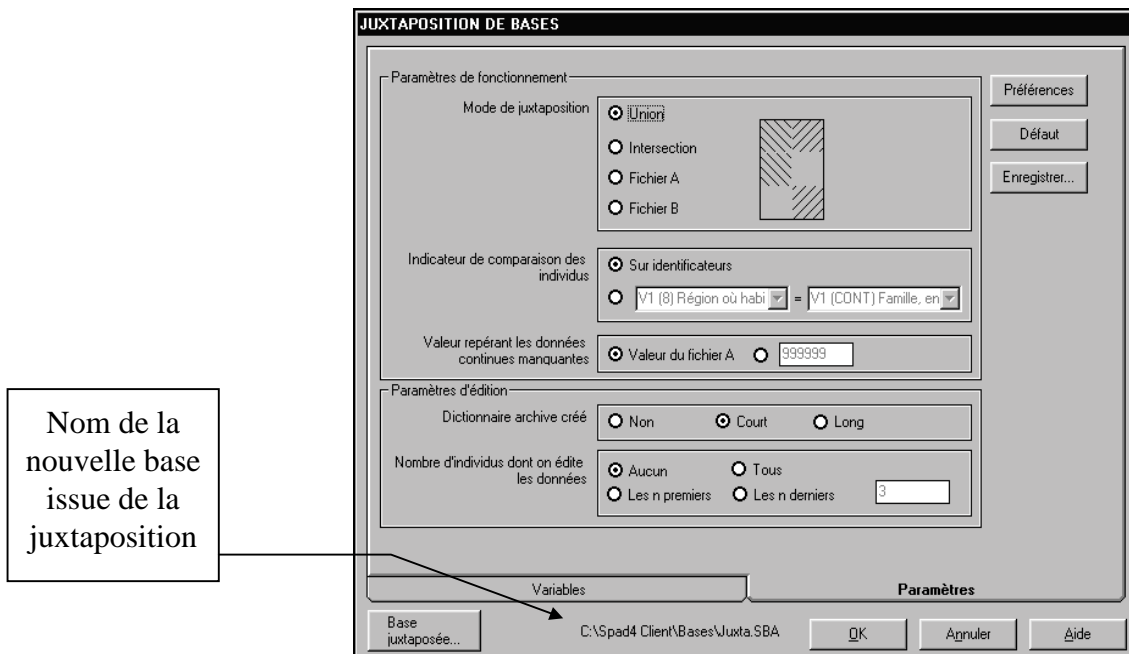 JUXTAPOSITION DE BASES
Paramètres de fonctionnement
Mode de juxtaposition
Union
Intersection
Fichier A
Fichier B
Préférences
Défaut
Enregistrer...
Indicateur de comparaison des
individus
Sur identificateurs
V1 (8) Région où habi = V1 (CONT) Famille, en
Valeur repérant les données
continues manquantes
Valeur du fichier A 999999
Paramètres d'édition
Dictionnaire archive créé
Non Court Long
Nombre d'individus dont on édite
les données
Aucun Tous
Les n premiers Les n derniers 3
Nom de la
nouvelle base
issue de la
juxtaposition
Variables Paramètres
Base
juxtaposée...
C:\Spad4 Client\Bases\Juxta.SBA
OK Annuler Aide